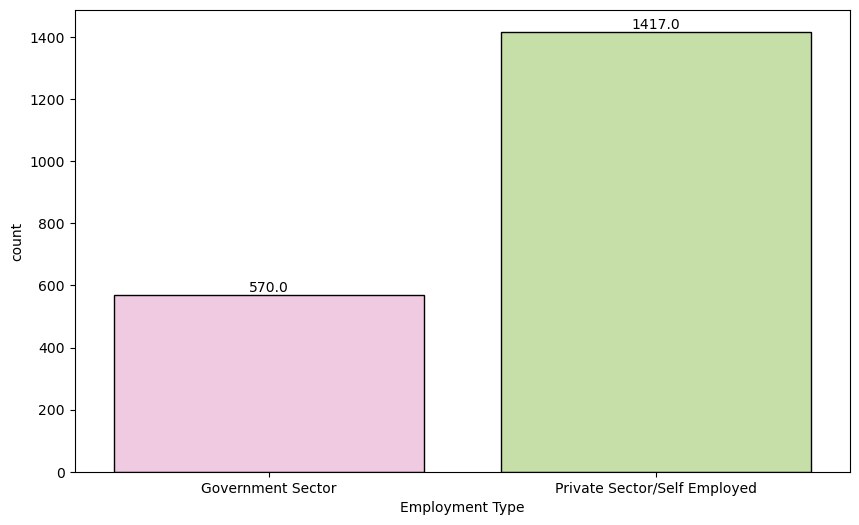 1417.0
1400
1200
1000
800
600
400
200
0
count
570.0
Government Sector
Private Sector/Self Employed
Employment Type